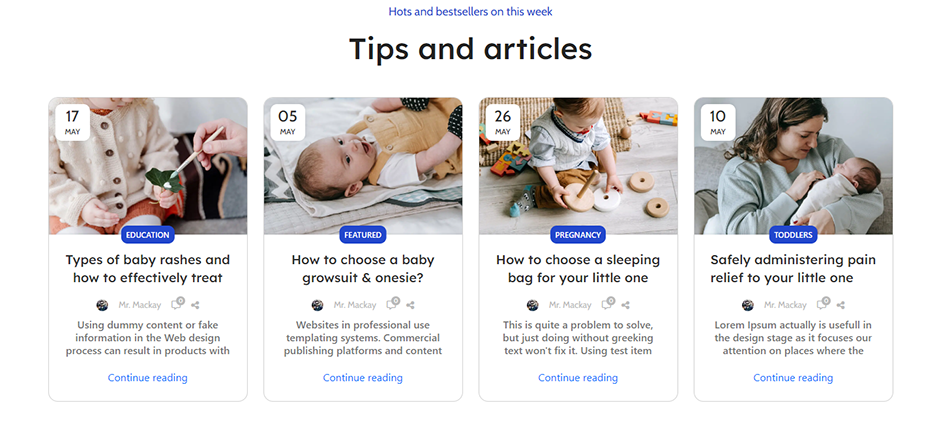 Hots and bestsellers on this week
Tips and articles
17
MAY
EDUCATION
Types of baby rashes and
how to effectively treat
Mr. Mackay
0
Using dummy content or fake
information in the Web design
process can result in products with
Continue reading
05
MAY
FEATURED
How to choose a baby
growsuit & onesie?
Mr. Mackay
0
Websites in professional use
templating systems. Commercial
publishing platforms and content
Continue reading
26
MAY
PREGNANCY
How to choose a sleeping
bag for your little one
Mr. Mackay
0
This is quite a problem to solve,
but just doing without greeking
text won't fix it. Using test item
Continue reading
10
MAY
TODDLERS
Safely administering pain
relief to your little one
Mr. Mackay
0
Lorem Ipsum actually is usefull in
the design stage as it focuses our
attention on places where the
Continue reading